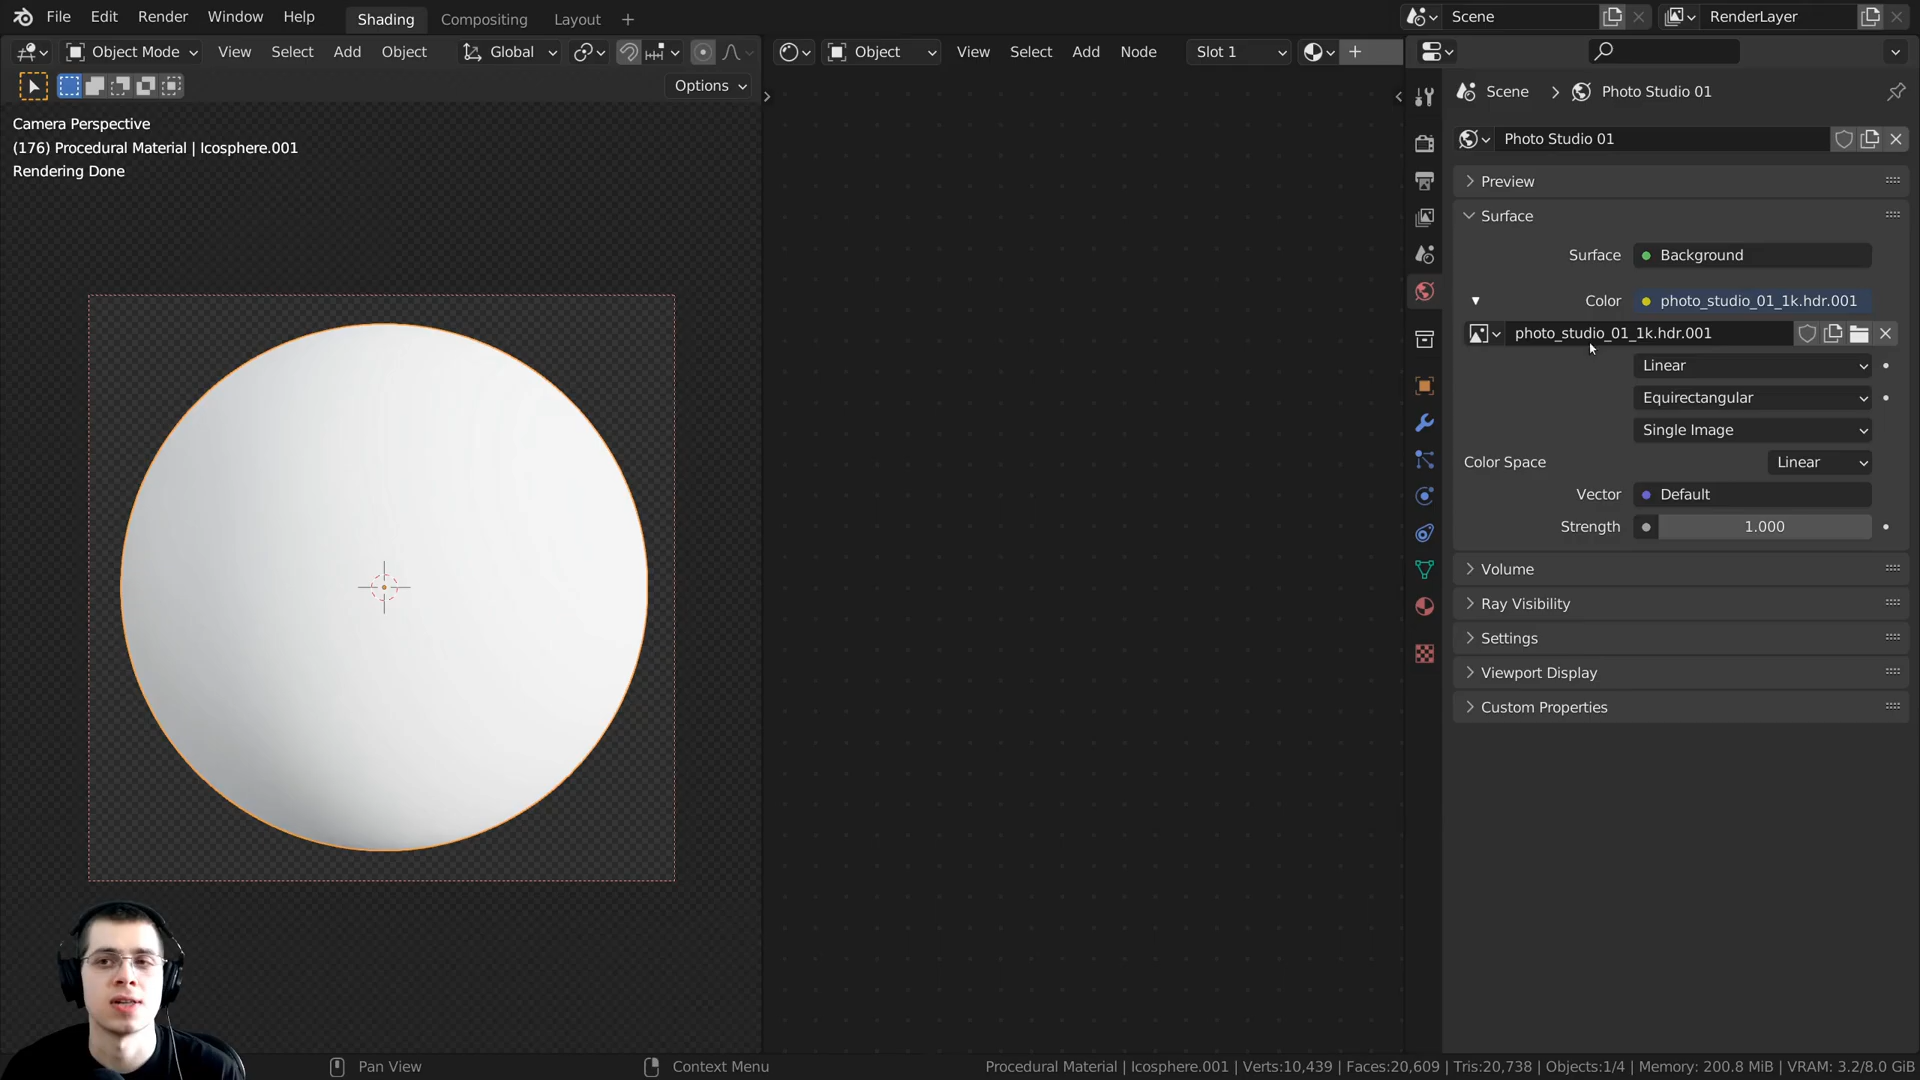 File Edit Render Window Help Shading Compositing Layout + Scene RenderLayer
Object Mode View Select Add Object Global Object View Select Add Node Slot 1
Options
Scene > Photo Studio 01
Camera Perspective
(176) Procedural Material | Icosphere.001
Rendering Done
Photo Studio 01
Preview
Surface
Surface Background
Color photo_studio_01_1k.hdr.001
photo_studio_01_1k.hdr.001
Linear
Equirectangular
Single Image
Color Space Linear
Vector Default
Strength 1.000
Volume
Ray Visibility
Settings
Viewport Display
Custom Properties
Pan View Context Menu Procedural Material | Icosphere.001 | Verts:10,439 | Faces:20,609 | Tris:20,738 | Objects:1/4 | Memory: 200.8 MiB | VRAM: 3.2/8.0 GiB